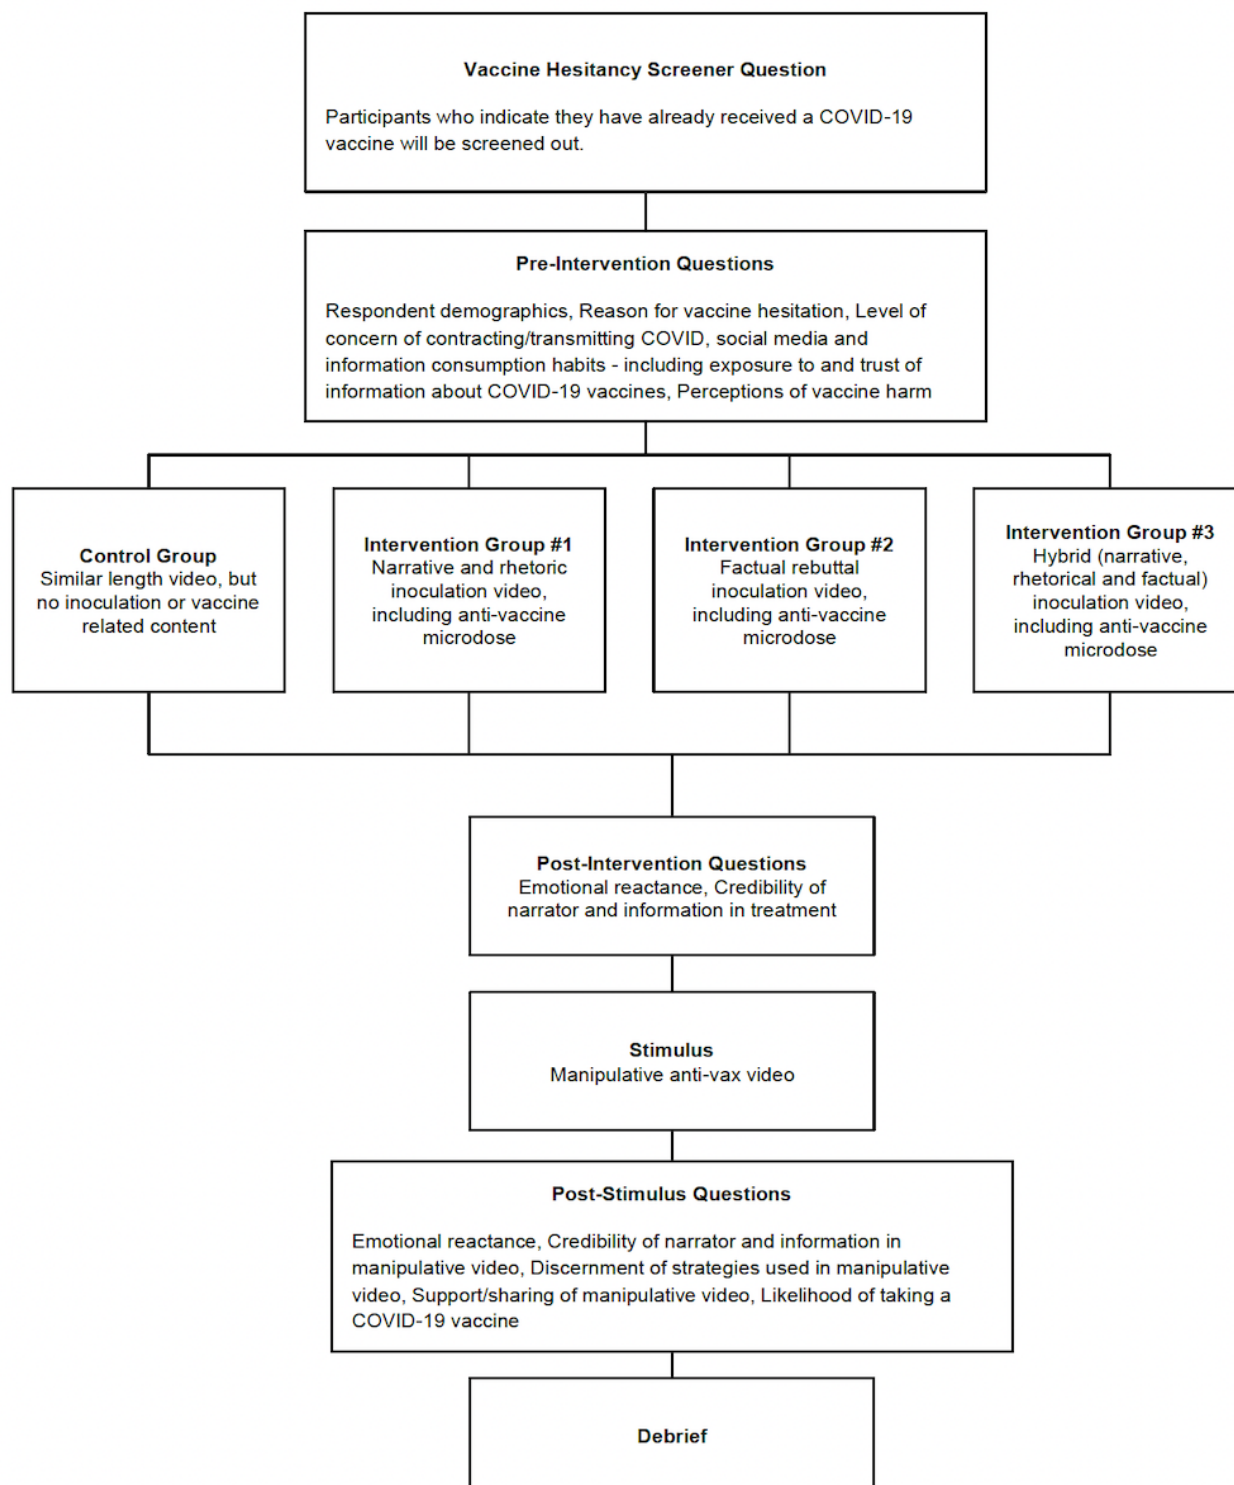 Vaccine Hesitancy Screener Question
Participants who indicate they have already received a COVID-19
vaccine will be screened out.
Pre-Intervention Questions
Respondent demographics, Reason for vaccine hesitation, Level of
concern of contracting/transmitting COVID, social media and
information consumption habits - including exposure to and trust of
information about COVID-19 vaccines, Perceptions of vaccine harm
Control Group
Similar length video, but
no inoculation or vaccine
related content
Intervention Group #1
Narrative and rhetoric
inoculation video,
including anti-vaccine
microdose
Intervention Group #2
Factual rebuttal
inoculation video,
including anti-vaccine
microdose
Intervention Group #3
Hybrid (narrative,
rhetorical and factual)
inoculation video,
including anti-vaccine
microdose
Post-Intervention Questions
Emotional reactance, Credibility of
narrator and information in treatment
Stimulus
Manipulative anti-vax video
Post-Stimulus Questions
Emotional reactance, Credibility of narrator and information in
manipulative video, Discernment of strategies used in manipulative
video, Support/sharing of manipulative video, Likelihood of taking a
COVID-19 vaccine
Debrief